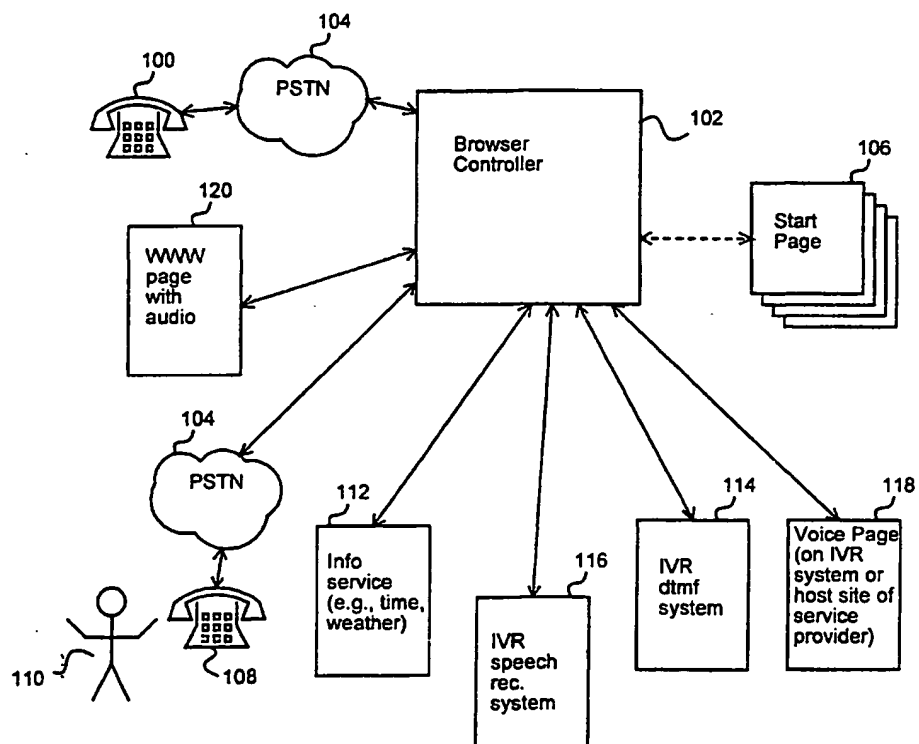 100
104
PSTN
Browser
Controller
102
106
Start
Page
120
WWW
page
with
audio
104
PSTN
112
Info
service
(e.g., time,
weather)
116
IVR
speech
rec.
system
114
IVR
dtmf
system
118
Voice Page
(on IVR
system or
host site of
service
provider)
110
108